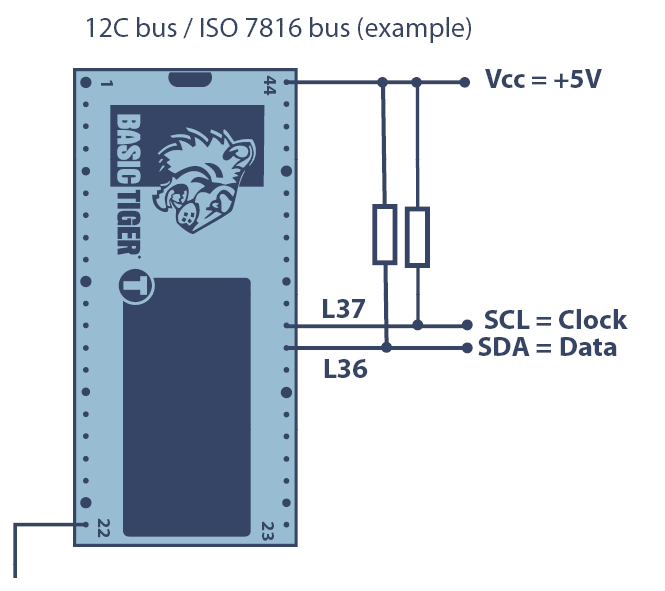 12C bus / ISO 7816 bus (example)
1
44
Vcc = +5V
BASIC TIGER
T
L37
SCL = Clock
SDA = Data
L36
22
23